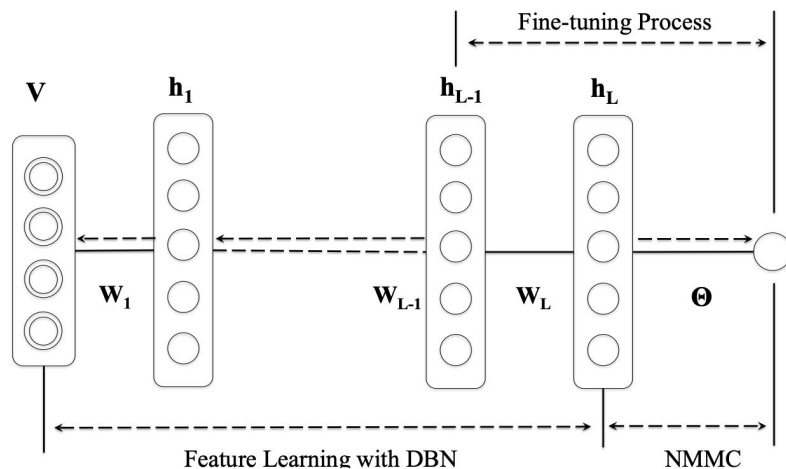 Fine-tuning Process
V
h1
hL-1
hL
W1
WL-1
WL
Θ
Feature Learning with DBN
NMMC